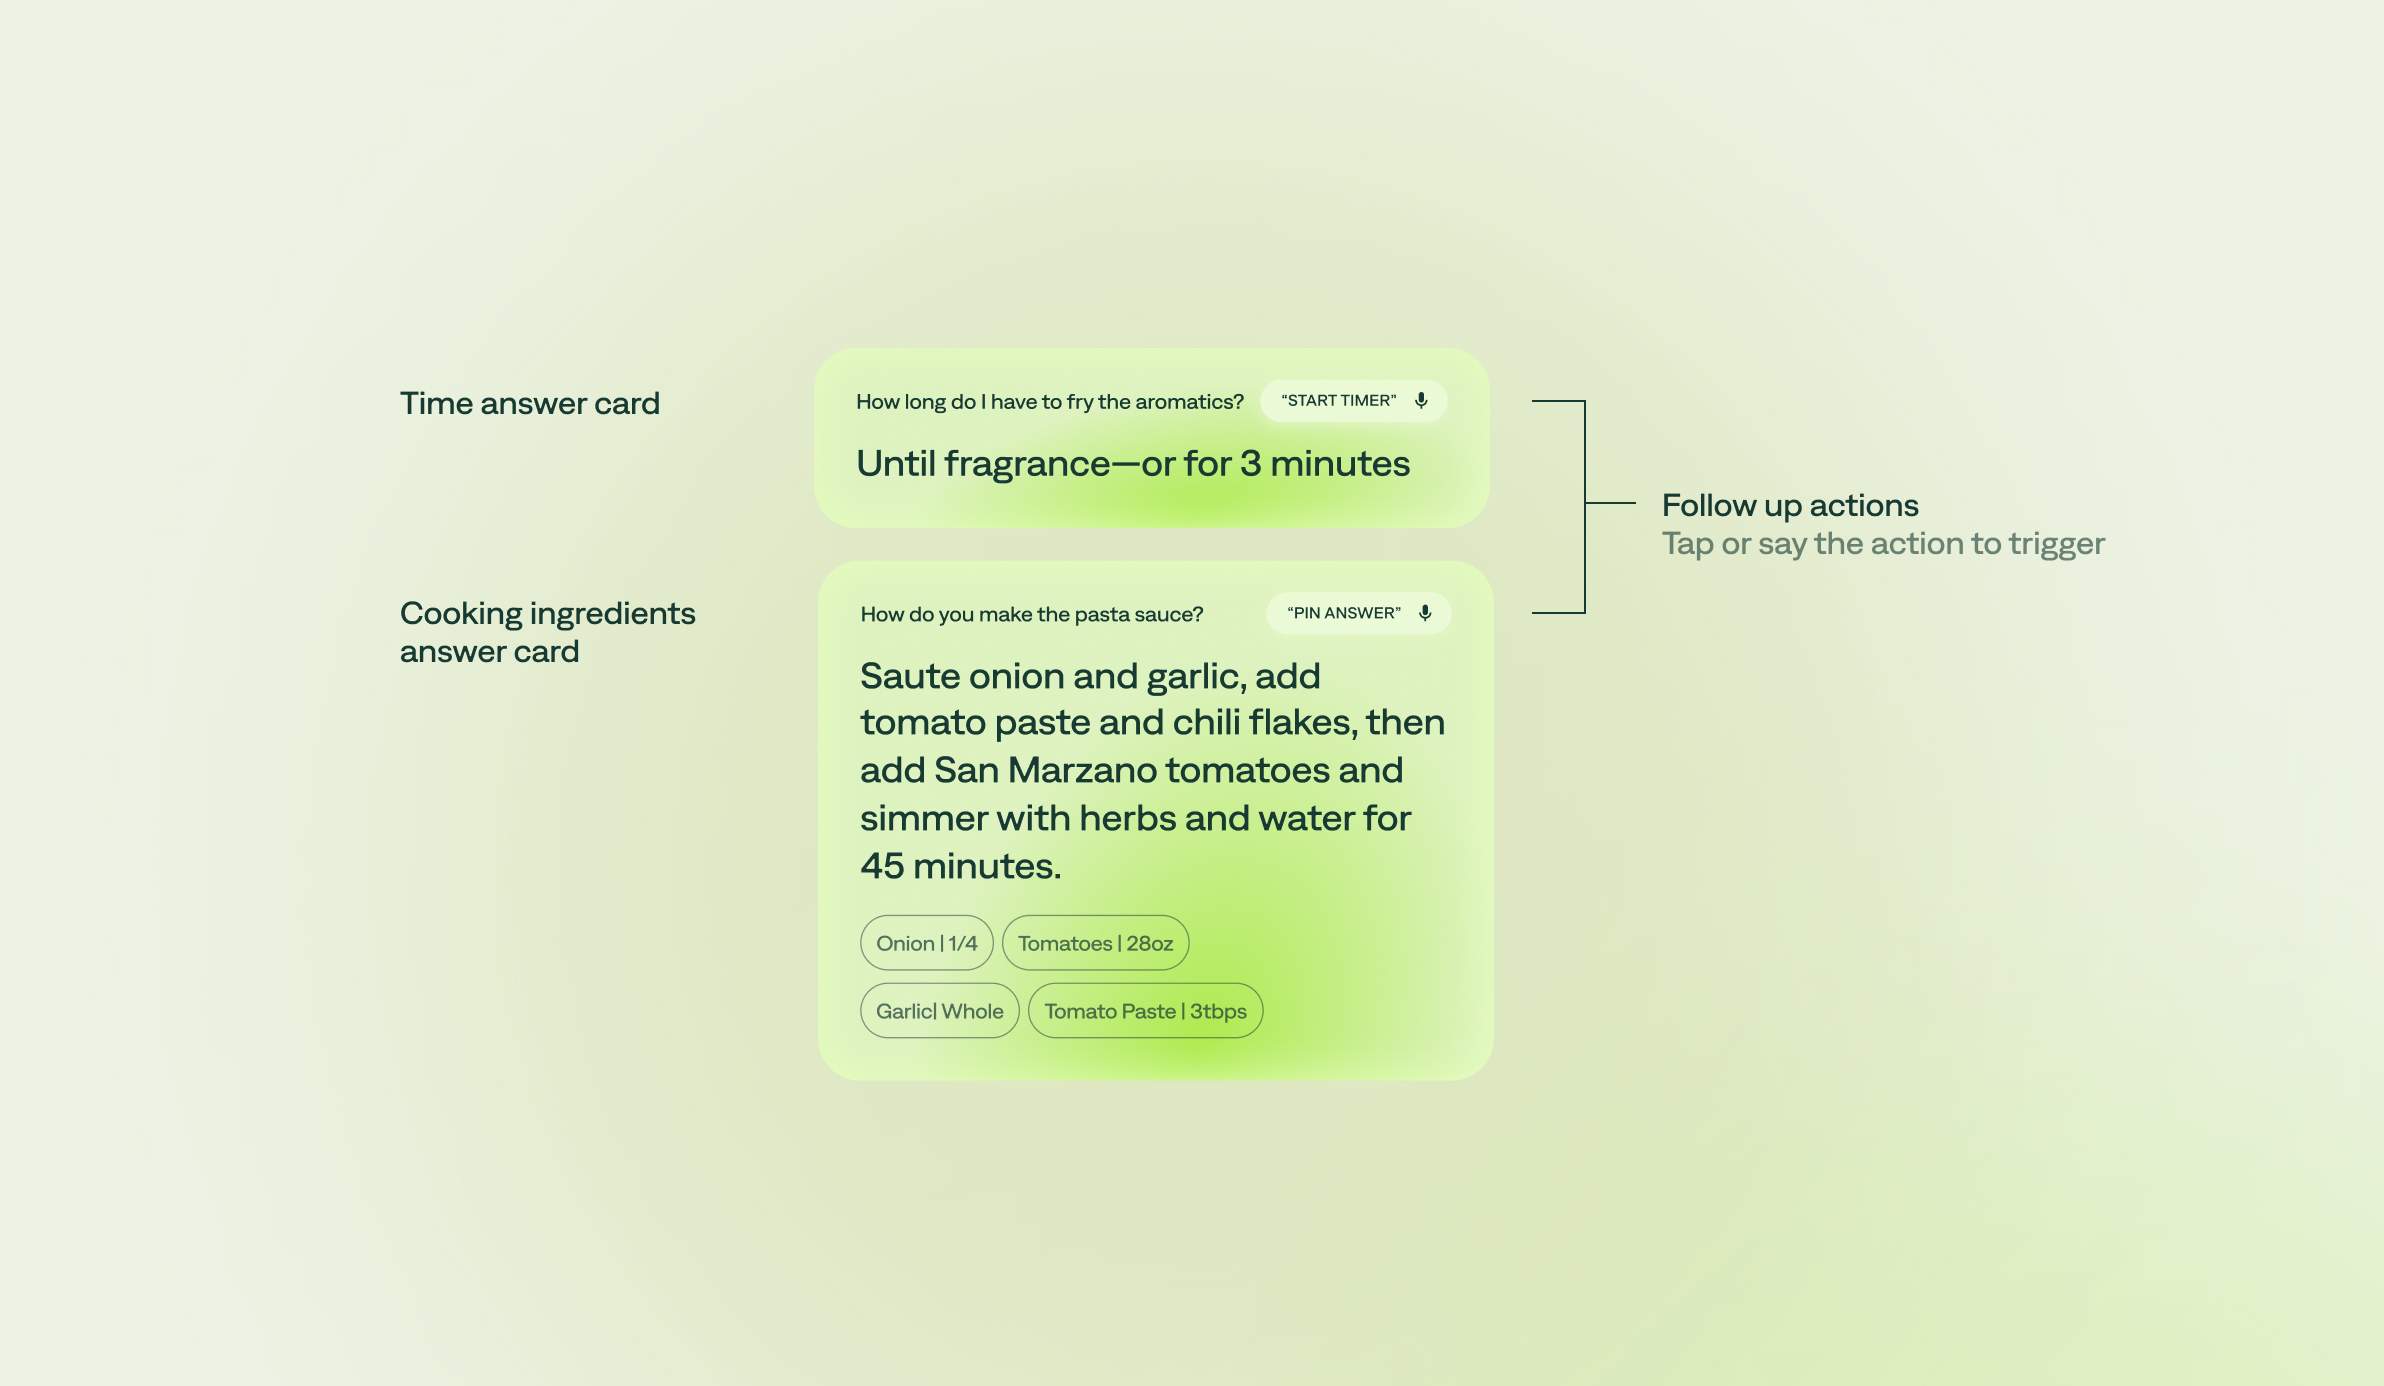 Time answer card
How long do I have to fry the aromatics?
“START TIMER”
Until fragrance—or for 3 minutes
Cooking ingredients
answer card
How do you make the pasta sauce?
“PIN ANSWER”
Saute onion and garlic, add
tomato paste and chili flakes, then
add San Marzano tomatoes and
simmer with herbs and water for
45 minutes.
Onion | 1/4
Tomatoes | 28oz
Garlic| Whole
Tomato Paste | 3tbps
Follow up actions
Tap or say the action to trigger